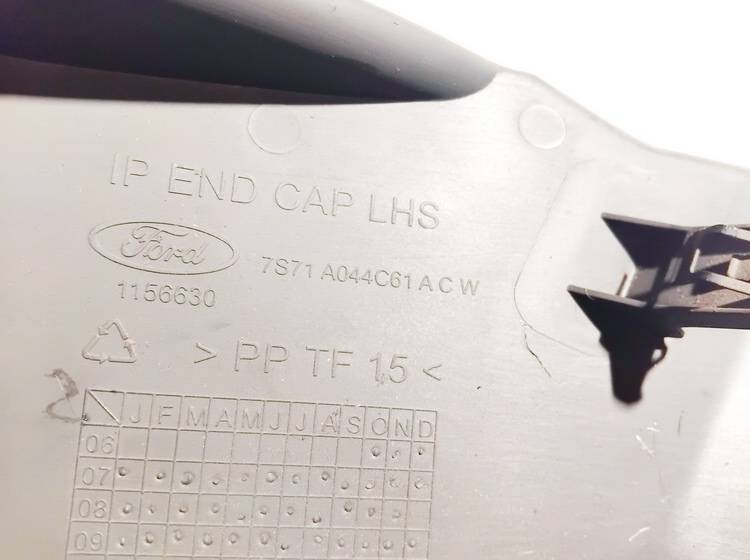 IP END CAP LHS
Ford
7S71 A044C61 A C W
1156630
> PP TF 15 <
J F M A M J J A S O N D
06
07
08
09